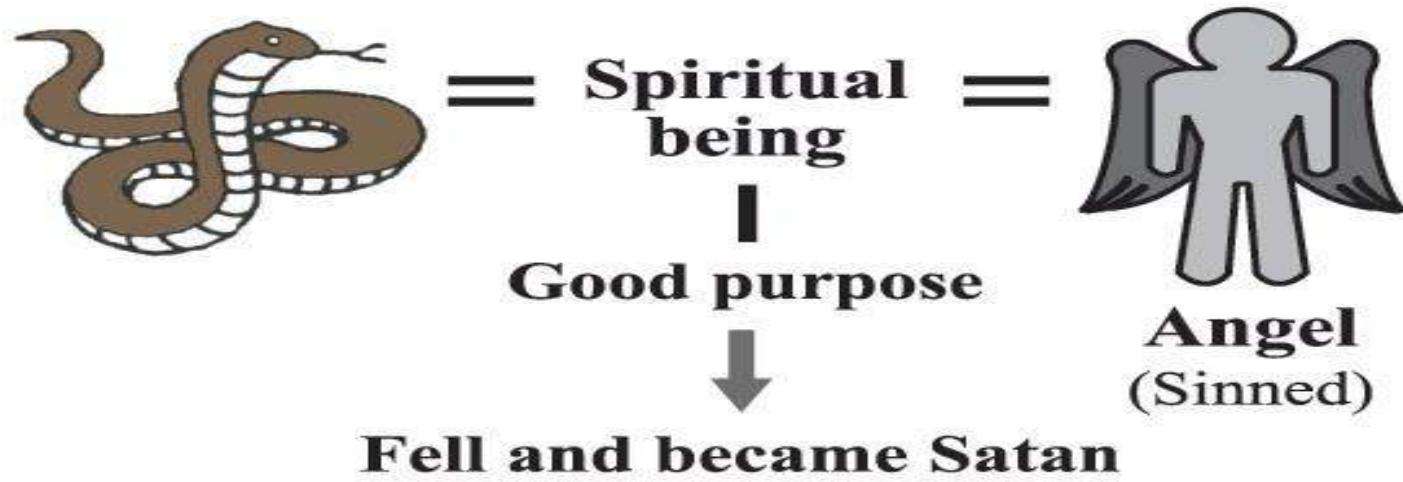 Spiritual
being
Good purpose
Angel
(Sinned)
Fell and became Satan